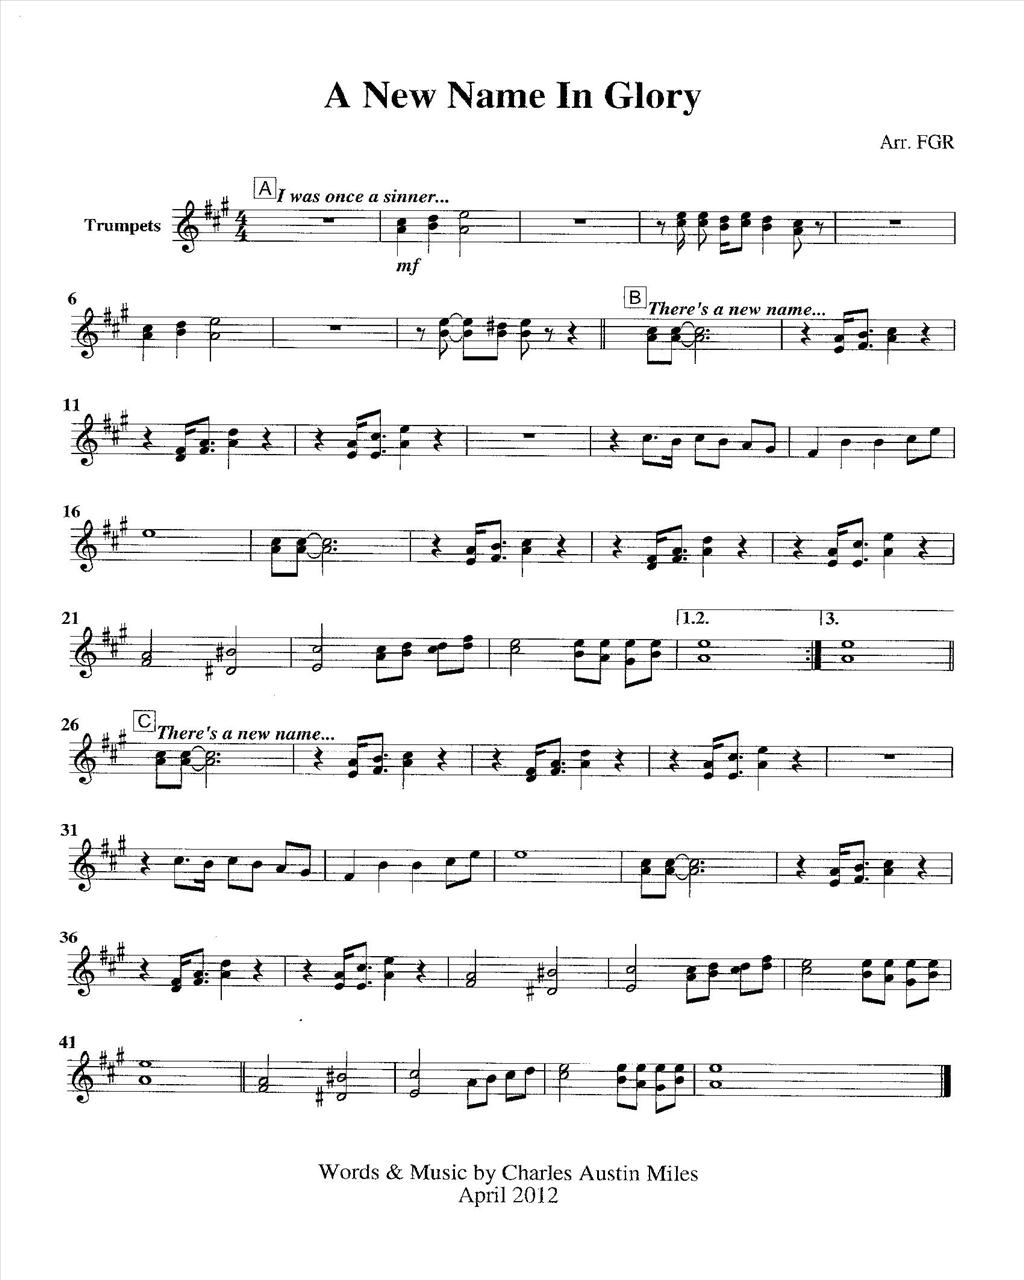 A New Name In Glory
Arr. FGR
A I was once a sinner...
Trumpets
4
4
mf
6
B There's a new name...
11
16
21
1.2.
3.
26
C There's a new name...
31
36
41
Words & Music by Charles Austin Miles
April 2012